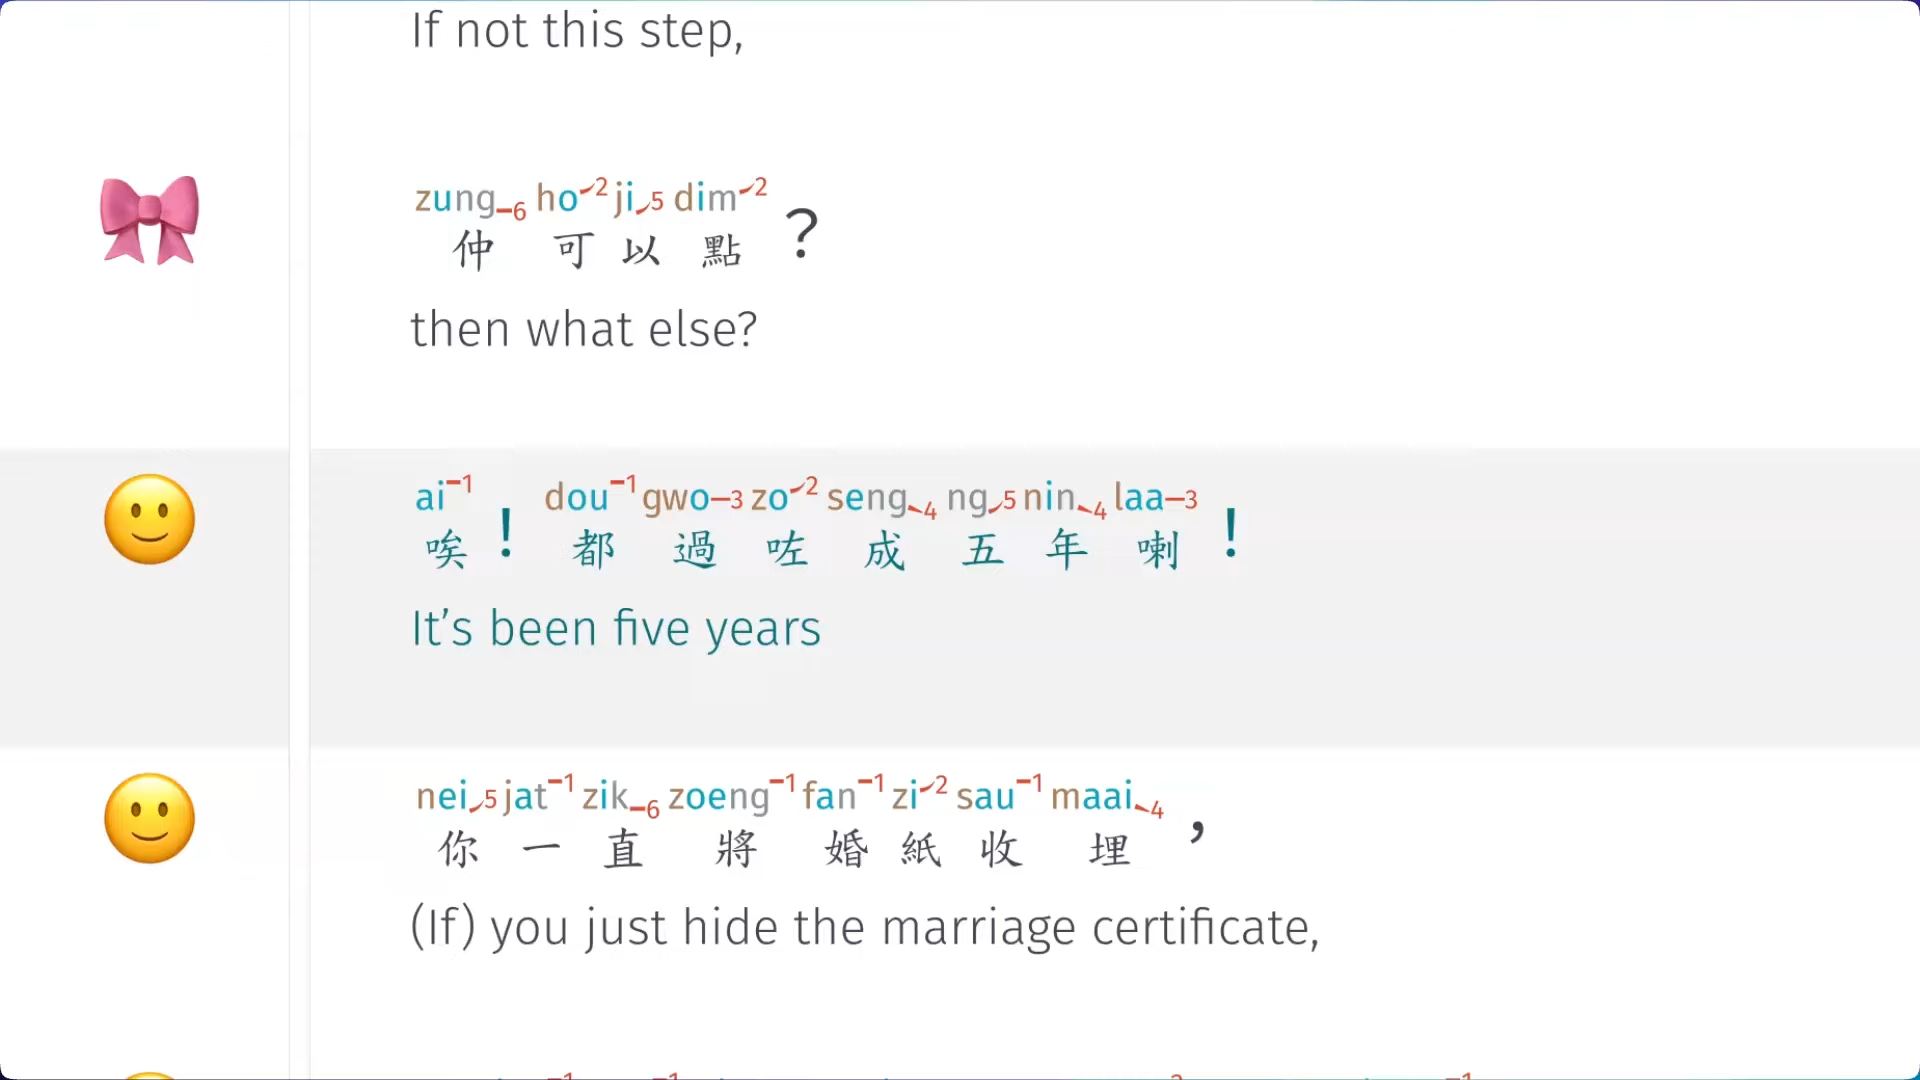 If not this step,
zung6 ho2 ji5 dim2
仲可以點？
then what else?
ai1 dou1 gwo3 zo2 seng4 ng5 nin4 laa3
唉！都過咗成五年喇！
It’s been five years
nei5 jat1 zik6 zoeng1 fan1 zi2 sau1 maai4
你一直將婚紙收埋，
(If) you just hide the marriage certificate,